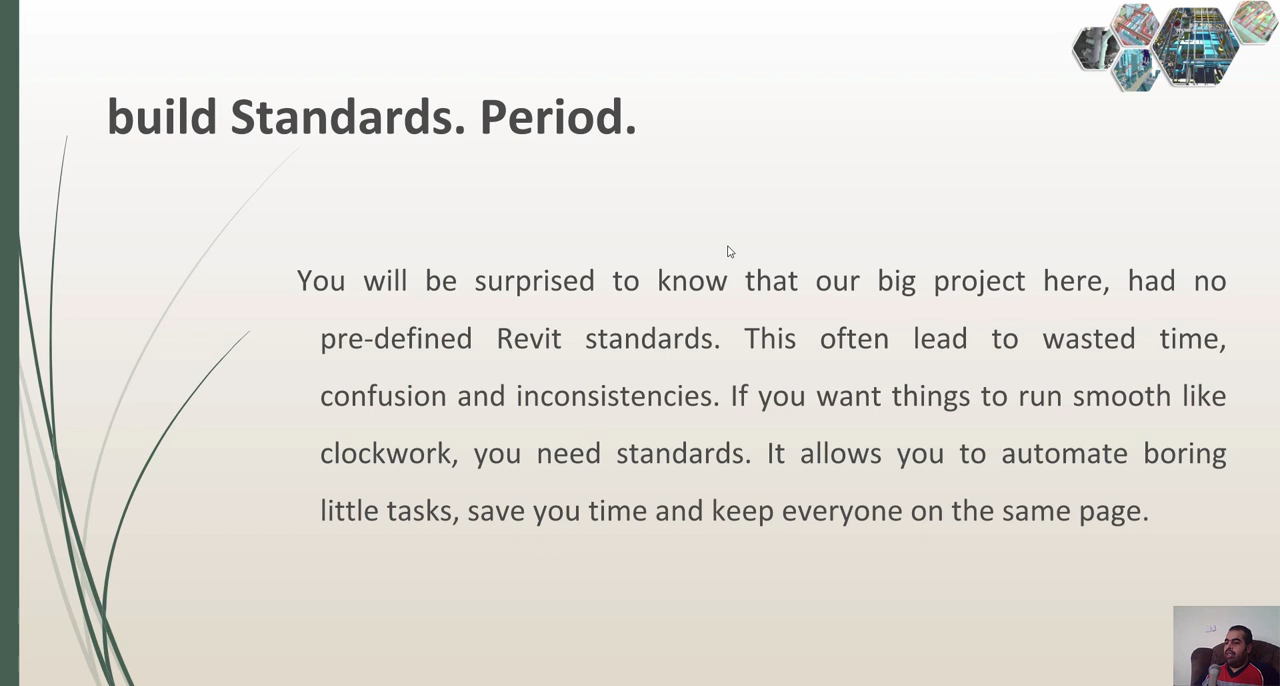 build Standards. Period.
You will be surprised to know that our big project here, had no
pre-defined Revit standards. This often lead to wasted time,
confusion and inconsistencies. If you want things to run smooth like
clockwork, you need standards. It allows you to automate boring
little tasks, save you time and keep everyone on the same page.